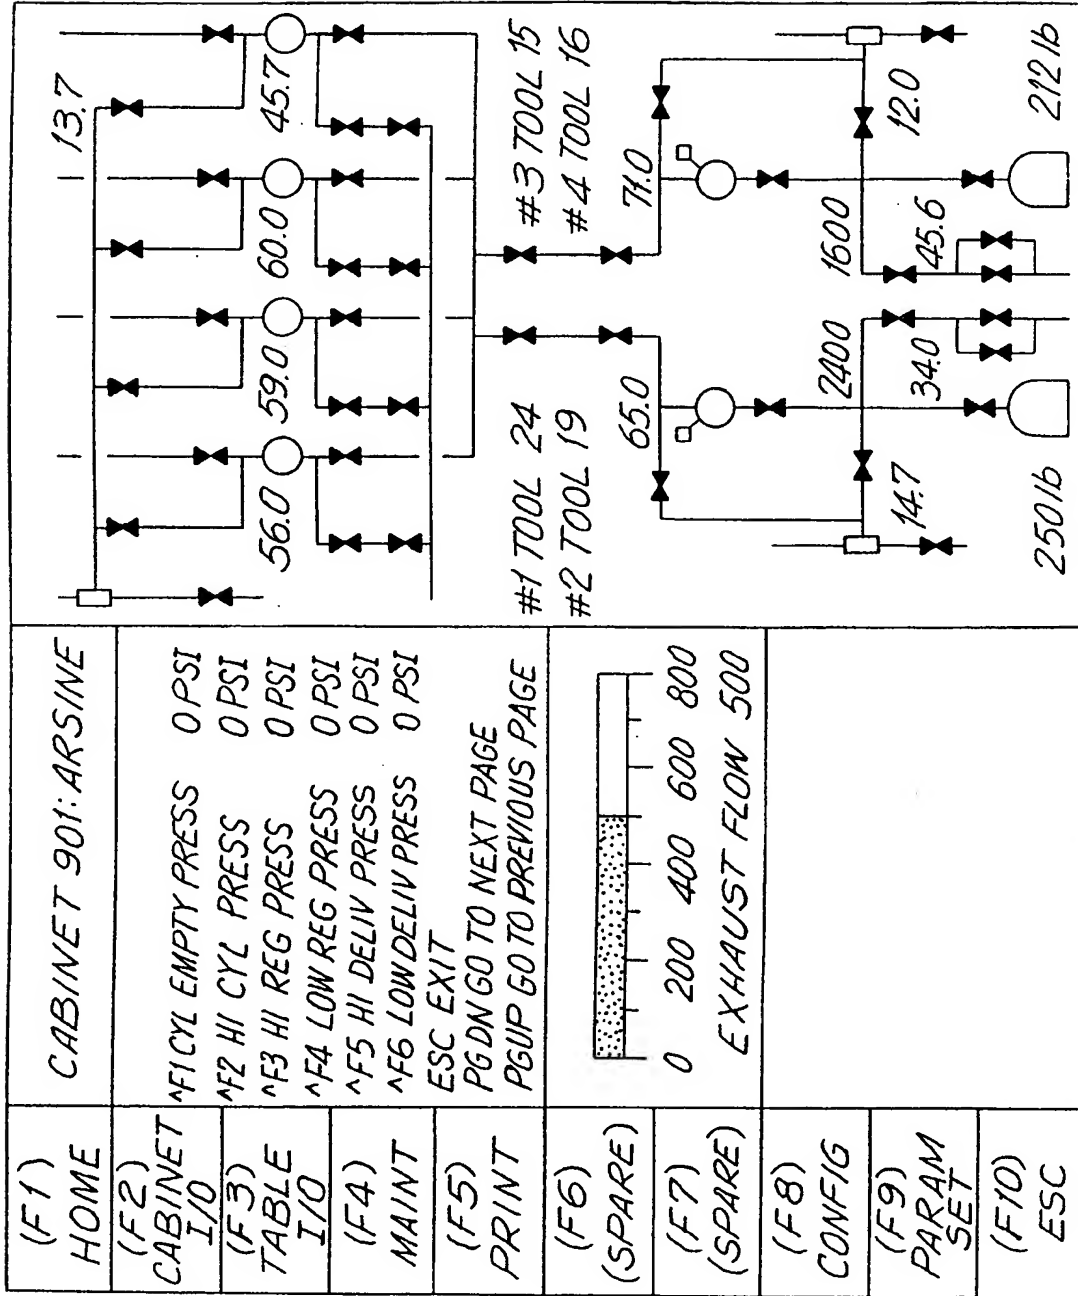 (F1)
HOME
(F2)
CABINET
I/O
(F3)
TABLE
I/O
(F4)
MAINT
(F5)
PRINT
(F6)
(SPARE)
(F7)
(SPARE)
(F8)
CONFIG
(F9)
PARAM
SET
(F10)
ESC
CABINET 901: ARSINE
^F1 CYL EMPTY PRESS 0 PSI
^F2 HI CYL PRESS 0 PSI
^F3 HI REG PRESS 0 PSI
^F4 LOW REG PRESS 0 PSI
^F5 HI DELIV PRESS 0 PSI
^F6 LOW DELIV PRESS 0 PSI
ESC EXIT
PG DN GO TO NEXT PAGE
PGUP GO TO PREVIOUS PAGE
0 200 400 600 800
EXHAUST FLOW 500
13.7
56.0 59.0 60.0 45.7
#1 TOOL 24 #3 TOOL 15
#2 TOOL 19 #4 TOOL 16
65.0 71.0
2400 1600
14.7 34.0 45.6 12.0
250 lb 212 lb